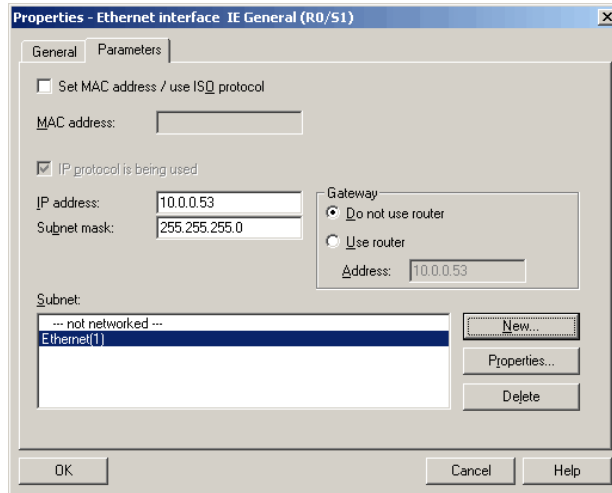 Properties - Ethernet interface IE General (R0/S1)
General
Parameters
Set MAC address / use ISO protocol
MAC address:
IP protocol is being used
IP address:
10.0.0.53
Subnet mask:
255.255.255.0
Gateway
Do not use router
Use router
Address:
10.0.0.53
Subnet:
--- not networked ---
Ethernet(1)
New...
Properties...
Delete
OK
Cancel
Help